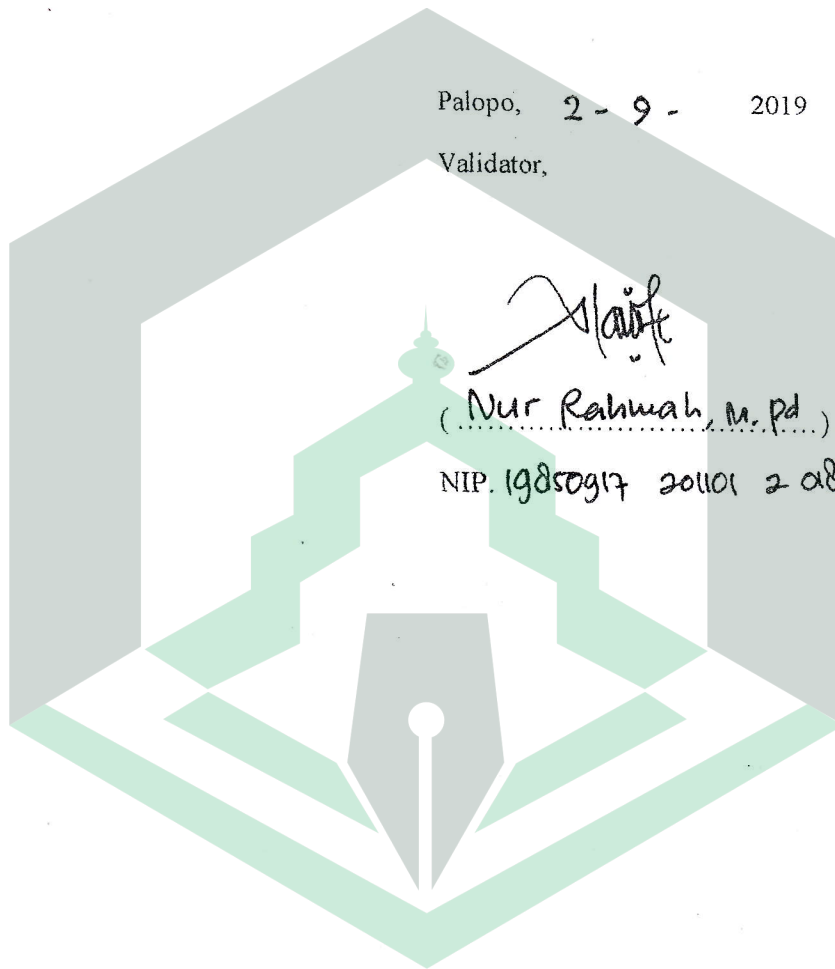 Palopo, 2 - 9 - 2019
Validator,
(Nur Rahmah, M.Pd)
NIP. 19850917 201101 2 018